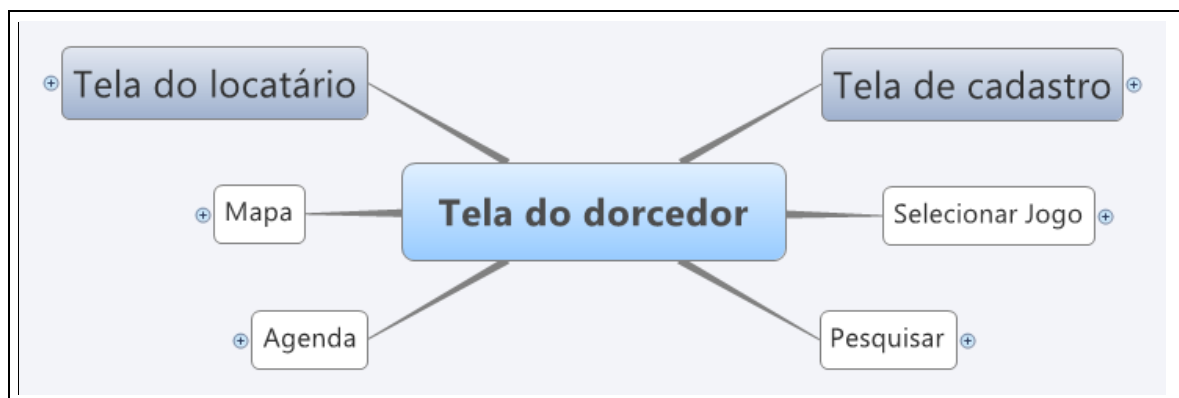 Tela do locatário
Tela de cadastro
Mapa
Tela do dorcedor
Selecionar Jogo
Agenda
Pesquisar